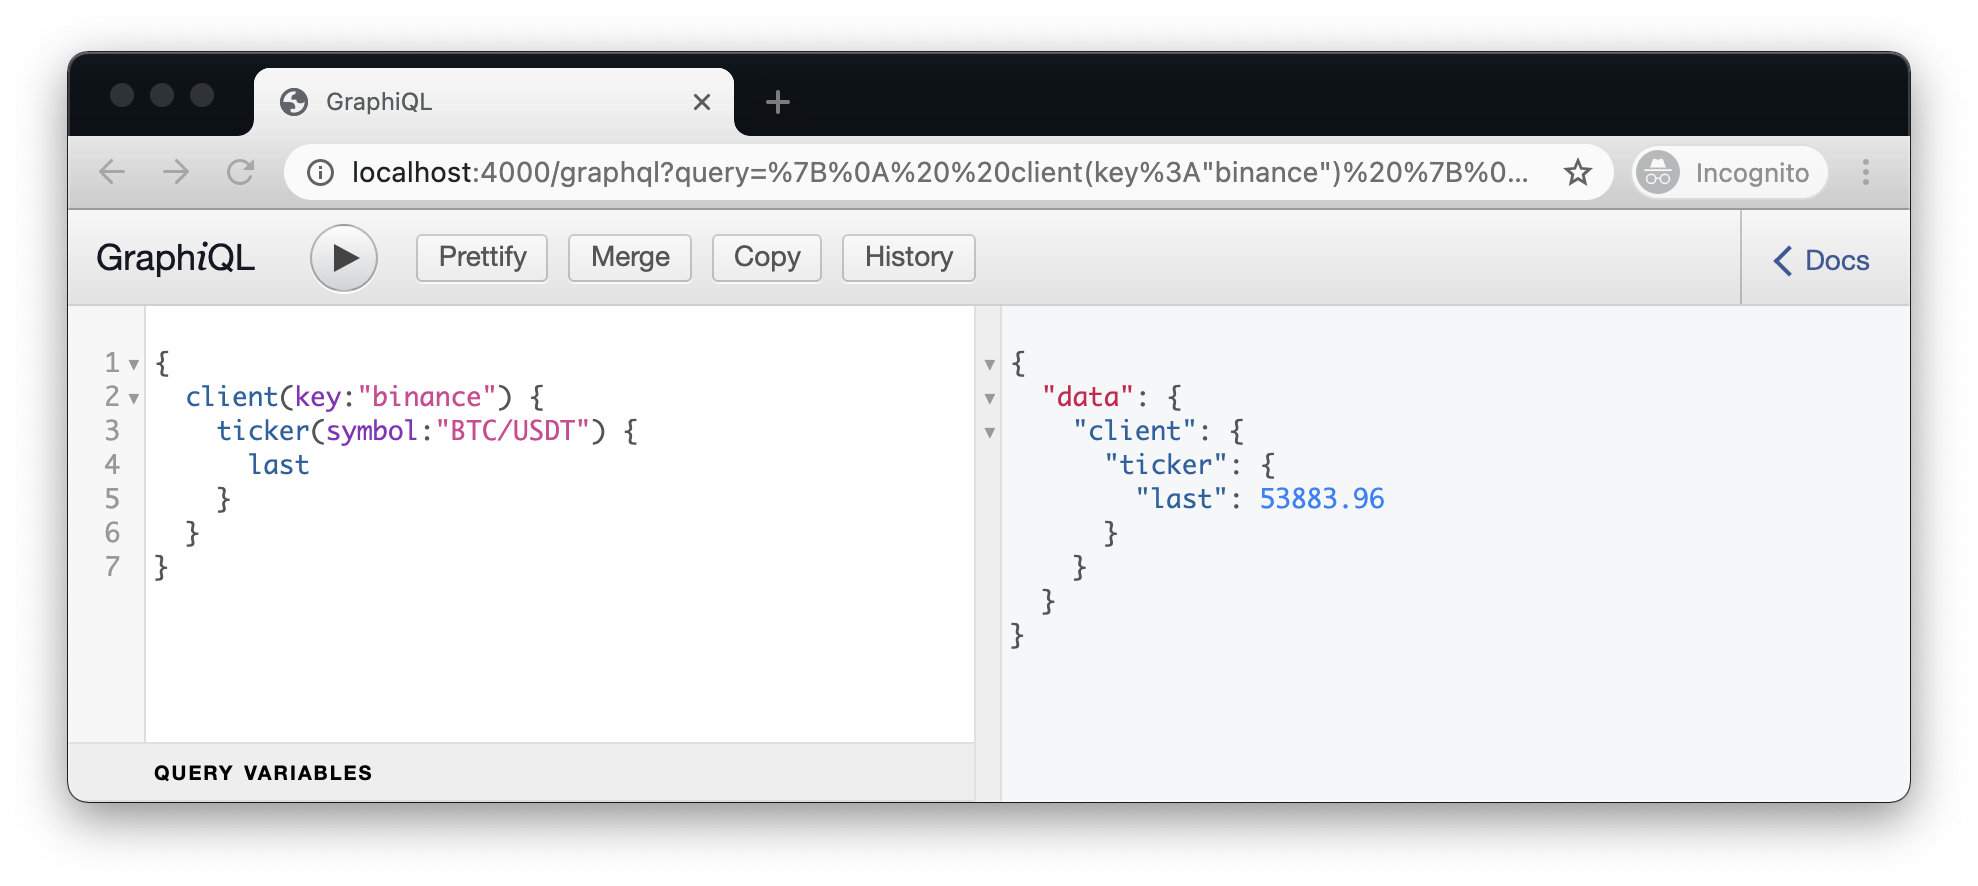 GraphiQL
localhost:4000/graphql?query=%7B%0A%20%20client(key%3A"binance")%20%7B%0...
Incognito
GraphiQL
Prettify
Merge
Copy
History
Docs
1
2
3
4
5
6
7
{
  client(key:"binance") {
    ticker(symbol:"BTC/USDT") {
      last
    }
  }
}
QUERY VARIABLES
{
  "data": {
    "client": {
      "ticker": {
        "last": 53883.96
      }
    }
  }
}